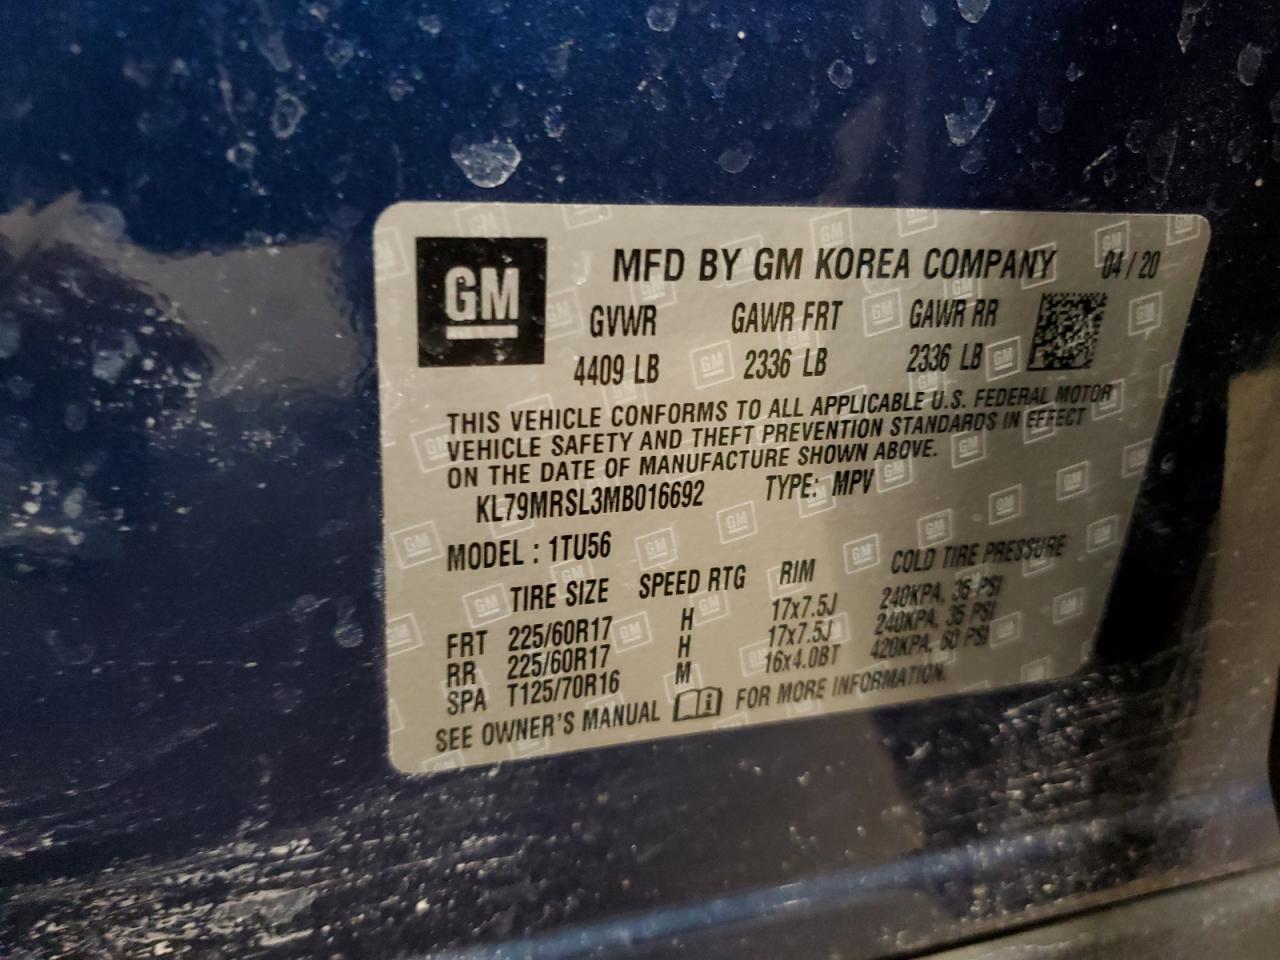 GM
MFD BY GM KOREA COMPANY 04/20
GVWR GAWR FRT GAWR RR
4409 LB 2336 LB 2336 LB
THIS VEHICLE CONFORMS TO ALL APPLICABLE U.S. FEDERAL MOTOR
VEHICLE SAFETY AND THEFT PREVENTION STANDARDS IN EFFECT
ON THE DATE OF MANUFACTURE SHOWN ABOVE.
KL79MRSL3MB016692 TYPE: MPV
MODEL : 1TU56
TIRE SIZE SPEED RTG RIM COLD TIRE PRESSURE
FRT 225/60R17 H 17x7.5J 240KPA, 35 PSI
RR 225/60R17 H 17x7.5J 240KPA, 35 PSI
SPA T125/70R16 M 16x4.0BT 420KPA, 60 PSI
SEE OWNER'S MANUAL i FOR MORE INFORMATION.